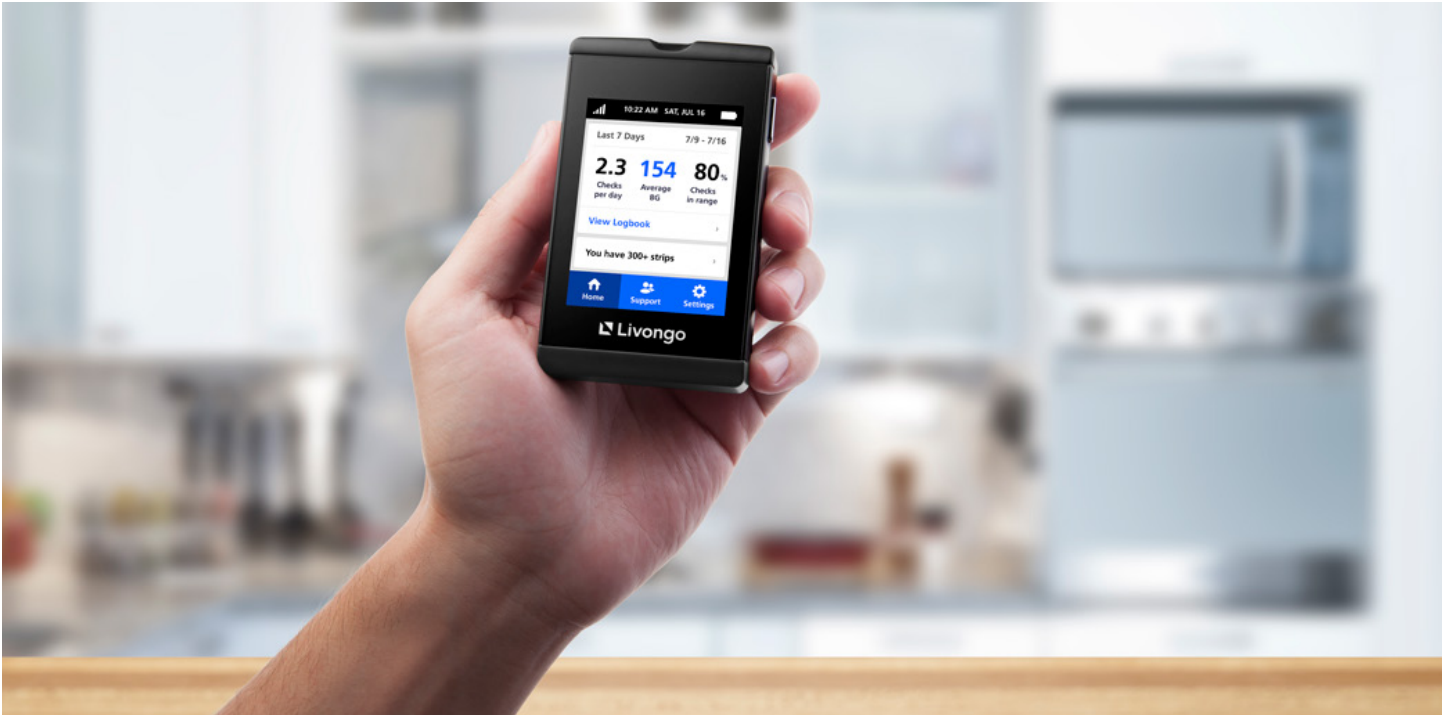 10:22 AM SAT, JUL 16
Last 7 Days 7/9 - 7/16
2.3 154 80%
Checks per day Average BG Checks in range
View Logbook
You have 300+ strips
Home Support Settings
Livongo